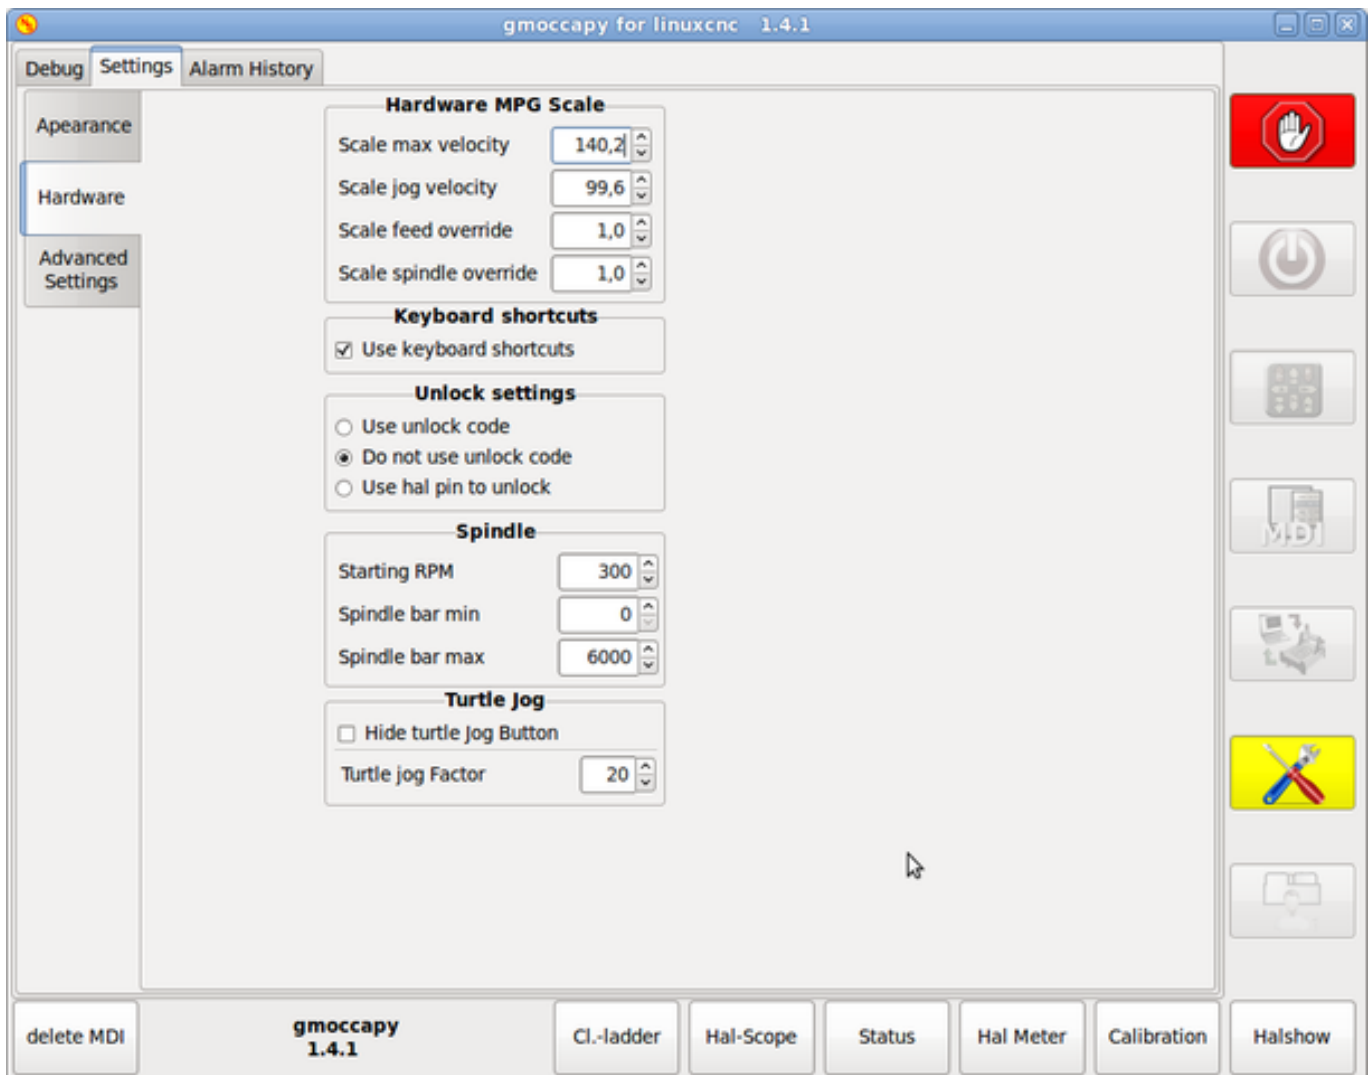 gmoccapy for linuxcnc 1.4.1
Debug Settings Alarm History
Apearance
Hardware
Advanced
Settings
Hardware MPG Scale
Scale max velocity 140,2
Scale jog velocity 99,6
Scale feed override 1,0
Scale spindle override 1,0
Keyboard shortcuts
Use keyboard shortcuts
Unlock settings
Use unlock code
Do not use unlock code
Use hal pin to unlock
Spindle
Starting RPM 300
Spindle bar min 0
Spindle bar max 6000
Turtle Jog
Hide turtle Jog Button
Turtle jog Factor 20
MDI
delete MDI
gmoccapy
1.4.1
Cl.-ladder
Hal-Scope
Status
Hal Meter
Calibration
Halshow